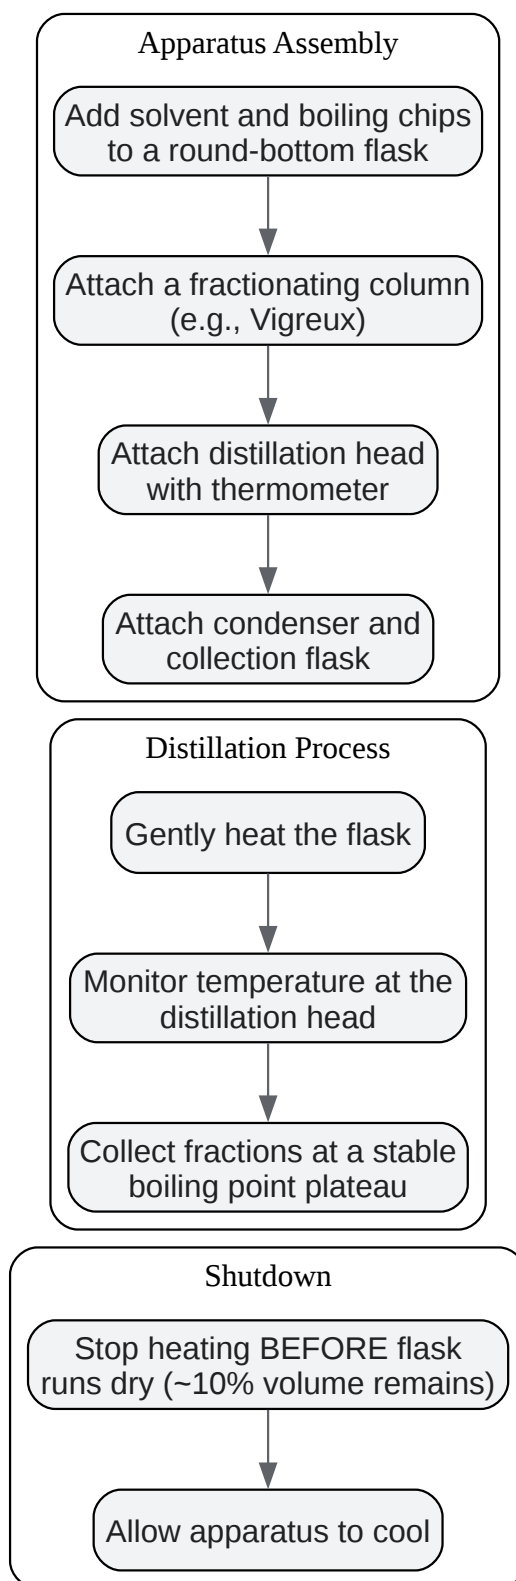 Apparatus Assembly
Add solvent and boiling chips
to a round-bottom flask
Attach a fractionating column
(e.g., Vigreux)
Attach distillation head
with thermometer
Attach condenser and
collection flask
Distillation Process
Gently heat the flask
Monitor temperature at the
distillation head
Collect fractions at a stable
boiling point plateau
Shutdown
Stop heating BEFORE flask
runs dry (~10% volume remains)
Allow apparatus to cool